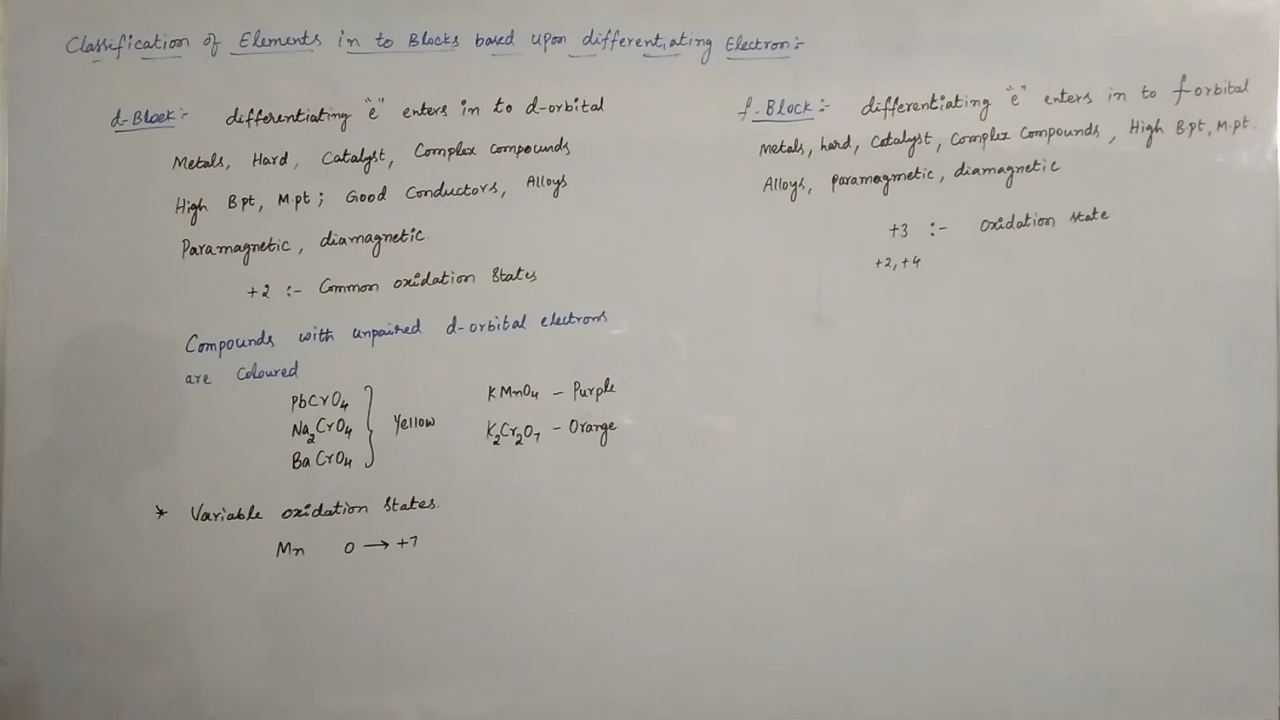 Classification of Elements in to Blocks based upon differentiating Electron:-
d-Block:- differentiating "e" enters in to d-orbital
Metals, Hard, Catalyst, Complex compounds
High Bpt, M.pt; Good Conductors, Alloys
Paramagnetic, diamagnetic.
+2 :- Common oxidation States
Compounds with unpaired d-orbital electrons
are Coloured
PbCrO4
Na2CrO4
BaCrO4
Yellow
KMnO4 - Purple
K2Cr2O7 - Orange
* Variable oxidation States.
Mn 0 → +7
f-Block:- differentiating "e" enters in to f orbital
Metals, hard, Catalyst, Complex Compounds, High B.pt, M.pt.
Alloys, paramagmetic, diamagnetic
+3 :- Oxidation state
+2, +4